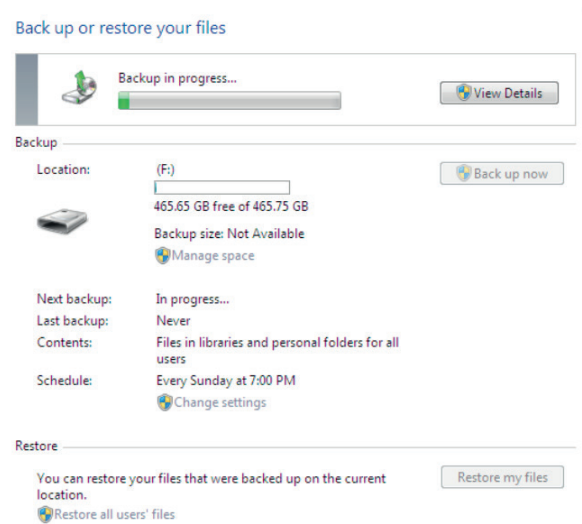 Back up or restore your files
Backup in progress...
View Details
Backup
Location:
(F:)
Back up now
465.65 GB free of 465.75 GB
Backup size: Not Available
Manage space
Next backup:
In progress...
Last backup:
Never
Contents:
Files in libraries and personal folders for all
users
Schedule:
Every Sunday at 7:00 PM
Change settings
Restore
You can restore your files that were backed up on the current
location.
Restore my files
Restore all users' files